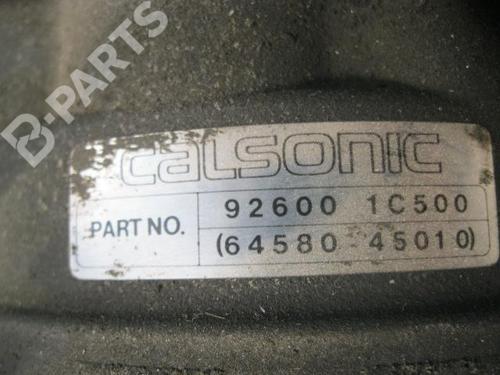 B-PARTS
calsonic
PART NO. 92600 1C500
(64580-45010)